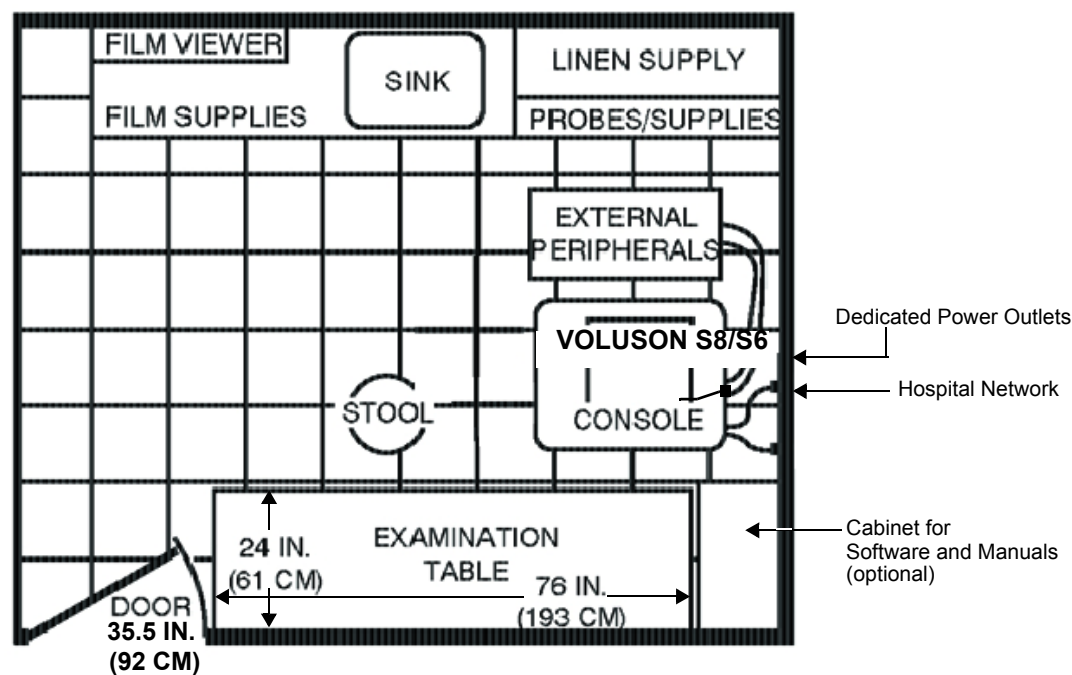 FILM VIEWER
SINK
LINEN SUPPLY
FILM SUPPLIES
PROBES/SUPPLIES
EXTERNAL
PERIPHERALS
VOLUSON S8/S6
Dedicated Power Outlets
Hospital Network
STOOL
CONSOLE
24 IN.
(61 CM)
EXAMINATION
TABLE
76 IN.
(193 CM)
Cabinet for
Software and Manuals
(optional)
DOOR
35.5 IN.
(92 CM)